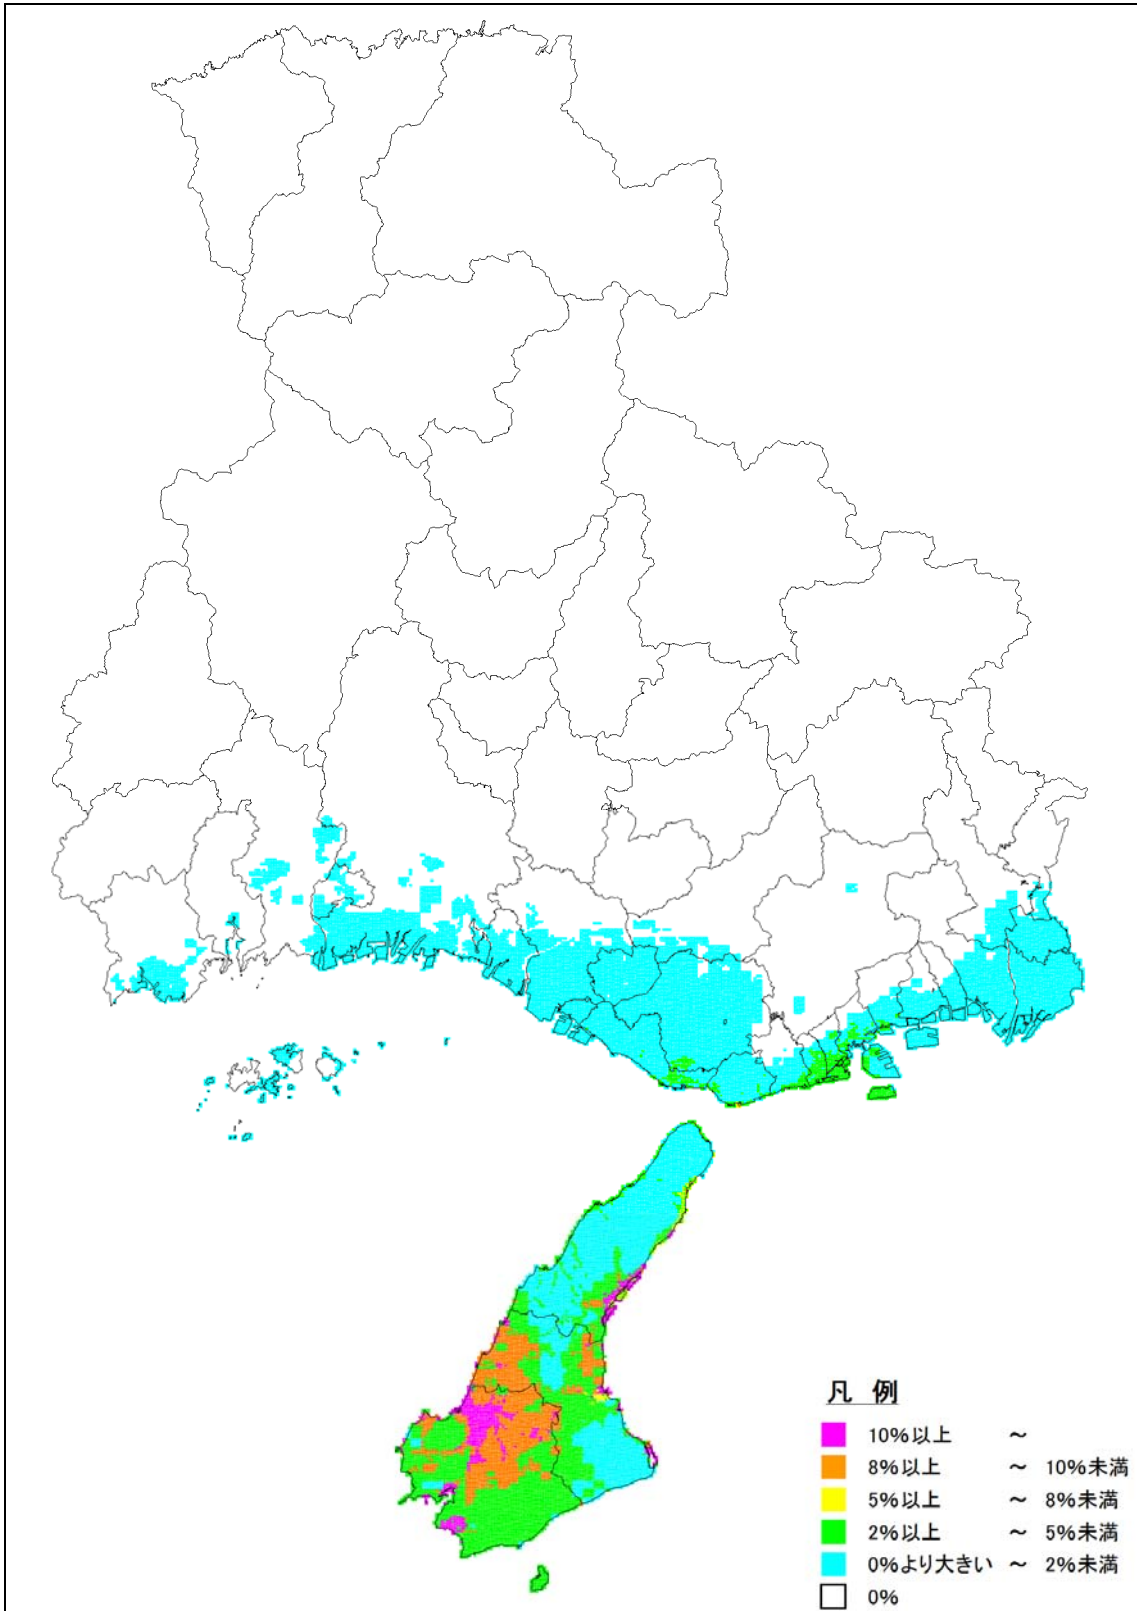 凡 例
10%以上 ～
8%以上 ～ 10%未満
5%以上 ～ 8%未満
2%以上 ～ 5%未満
0%より大きい ～ 2%未満
0%